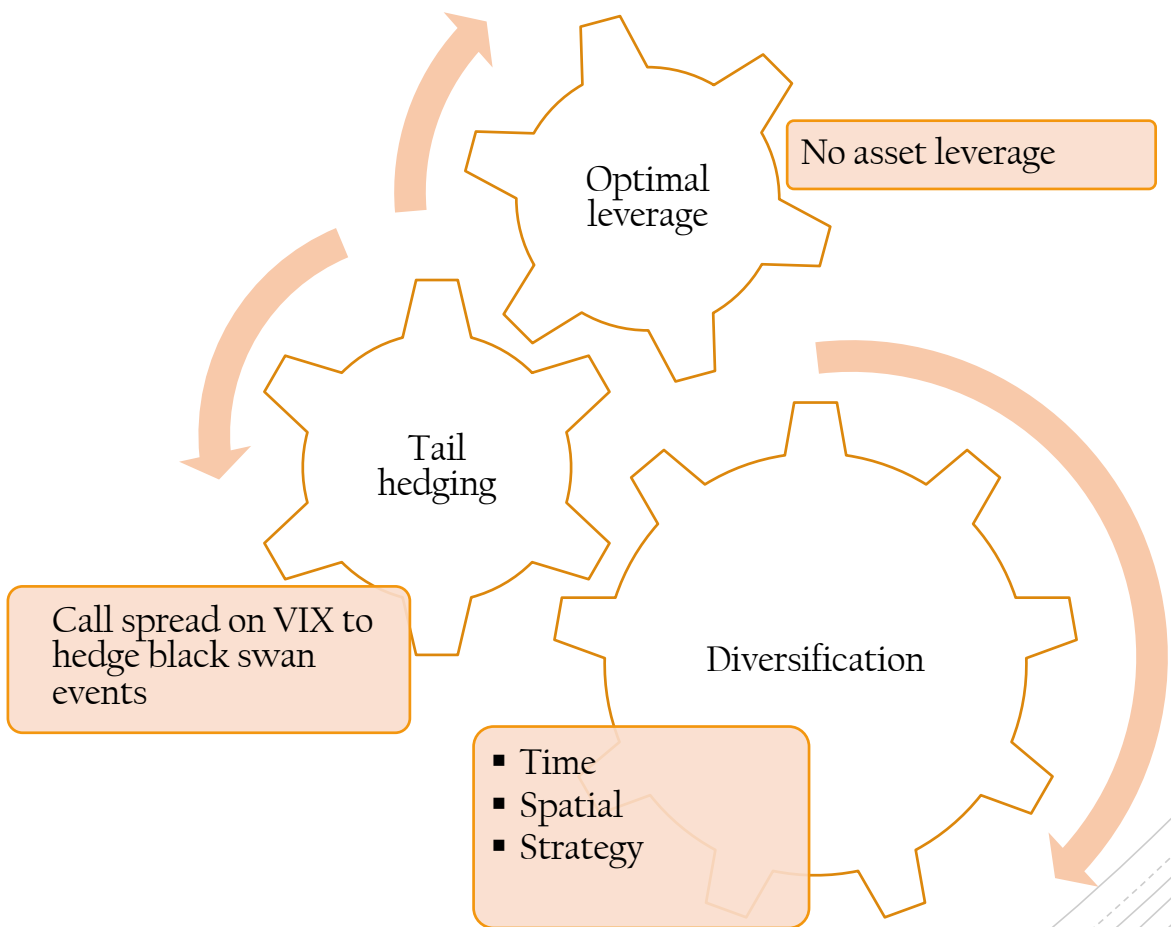 Optimal
leverage
No asset leverage
Tail
hedging
Call spread on VIX to
hedge black swan
events
Diversification
▪ Time
▪ Spatial
▪ Strategy